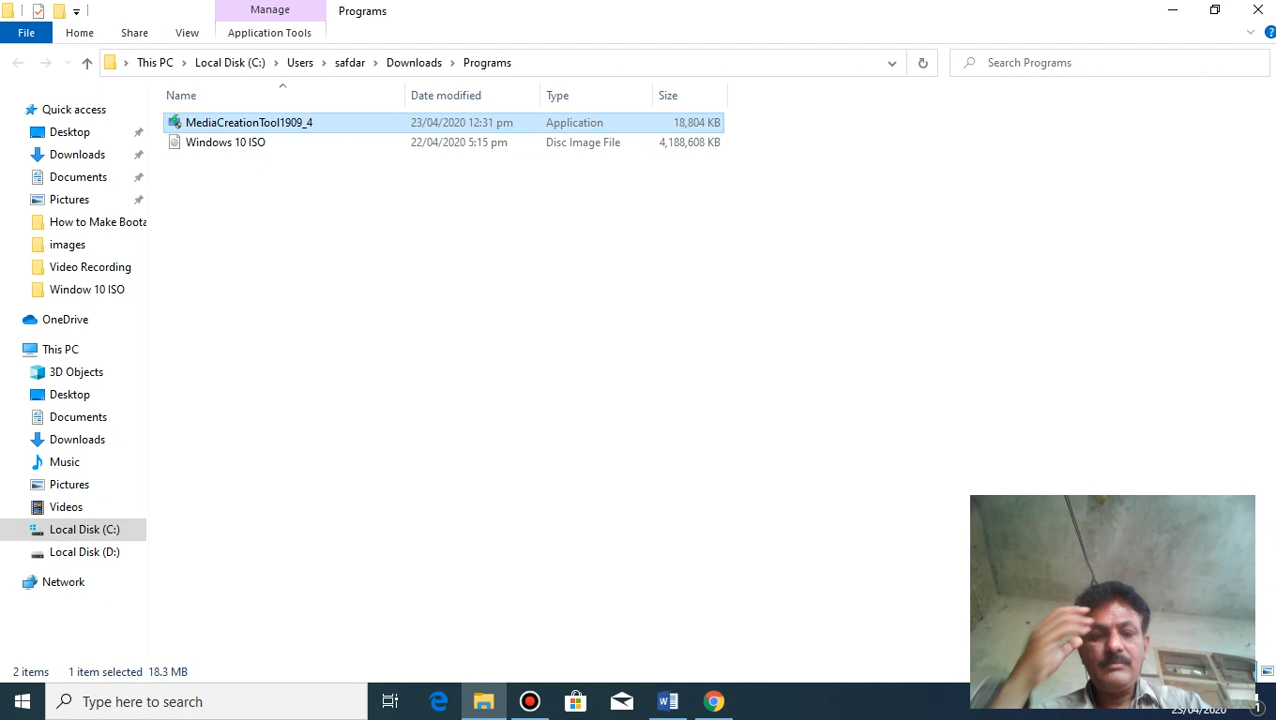 Manage
Programs
File
Home
Share
View
Application Tools
This PC
Local Disk (C:)
Users
safdar
Downloads
Programs
Search Programs
Name
Date modified
Type
Size
MediaCreationTool1909_4
23/04/2020 12:31 pm
Application
18,804 KB
Windows 10 ISO
22/04/2020 5:15 pm
Disc Image File
4,188,608 KB
Quick access
Desktop
Downloads
Documents
Pictures
How to Make Boota
images
Video Recording
Window 10 ISO
OneDrive
This PC
3D Objects
Desktop
Documents
Downloads
Music
Pictures
Videos
Local Disk (C:)
Local Disk (D:)
Network
2 items
1 item selected 18.3 MB
Type here to search
23/04/2020
1